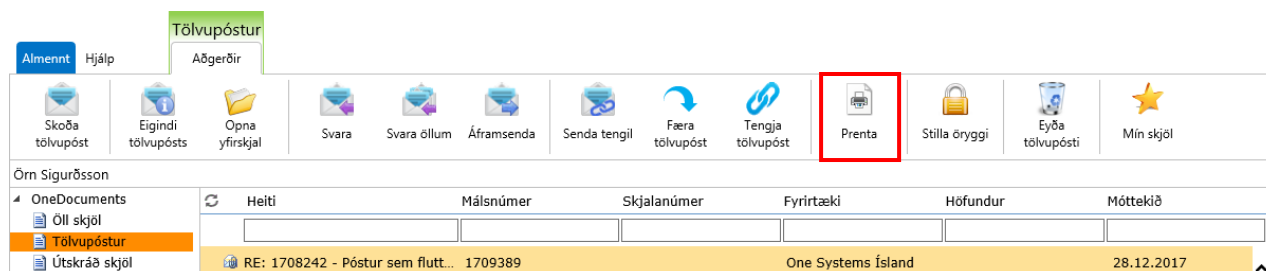 Tölvupóstur
Almennt Hjálp Aðgerðir
Skoða tölvupóst
Eigindi tölvupósts
Opna yfirskjal
Svara
Svara öllum
Áframsenda
Senda tengil
Færa tölvupóst
Tengja tölvupóst
Prenta
Stilla öryggi
Eyða tölvupósti
Mín skjöl
Örn Sigurðsson
OneDocuments
Öll skjöl
Tölvupóstur
Útskráð skjöl
Heiti Málsnúmer Skjalanúmer Fyrirtæki Höfundur Móttekið
RE: 1708242 - Póstur sem flutt... 1709389 One Systems Ísland 28.12.2017